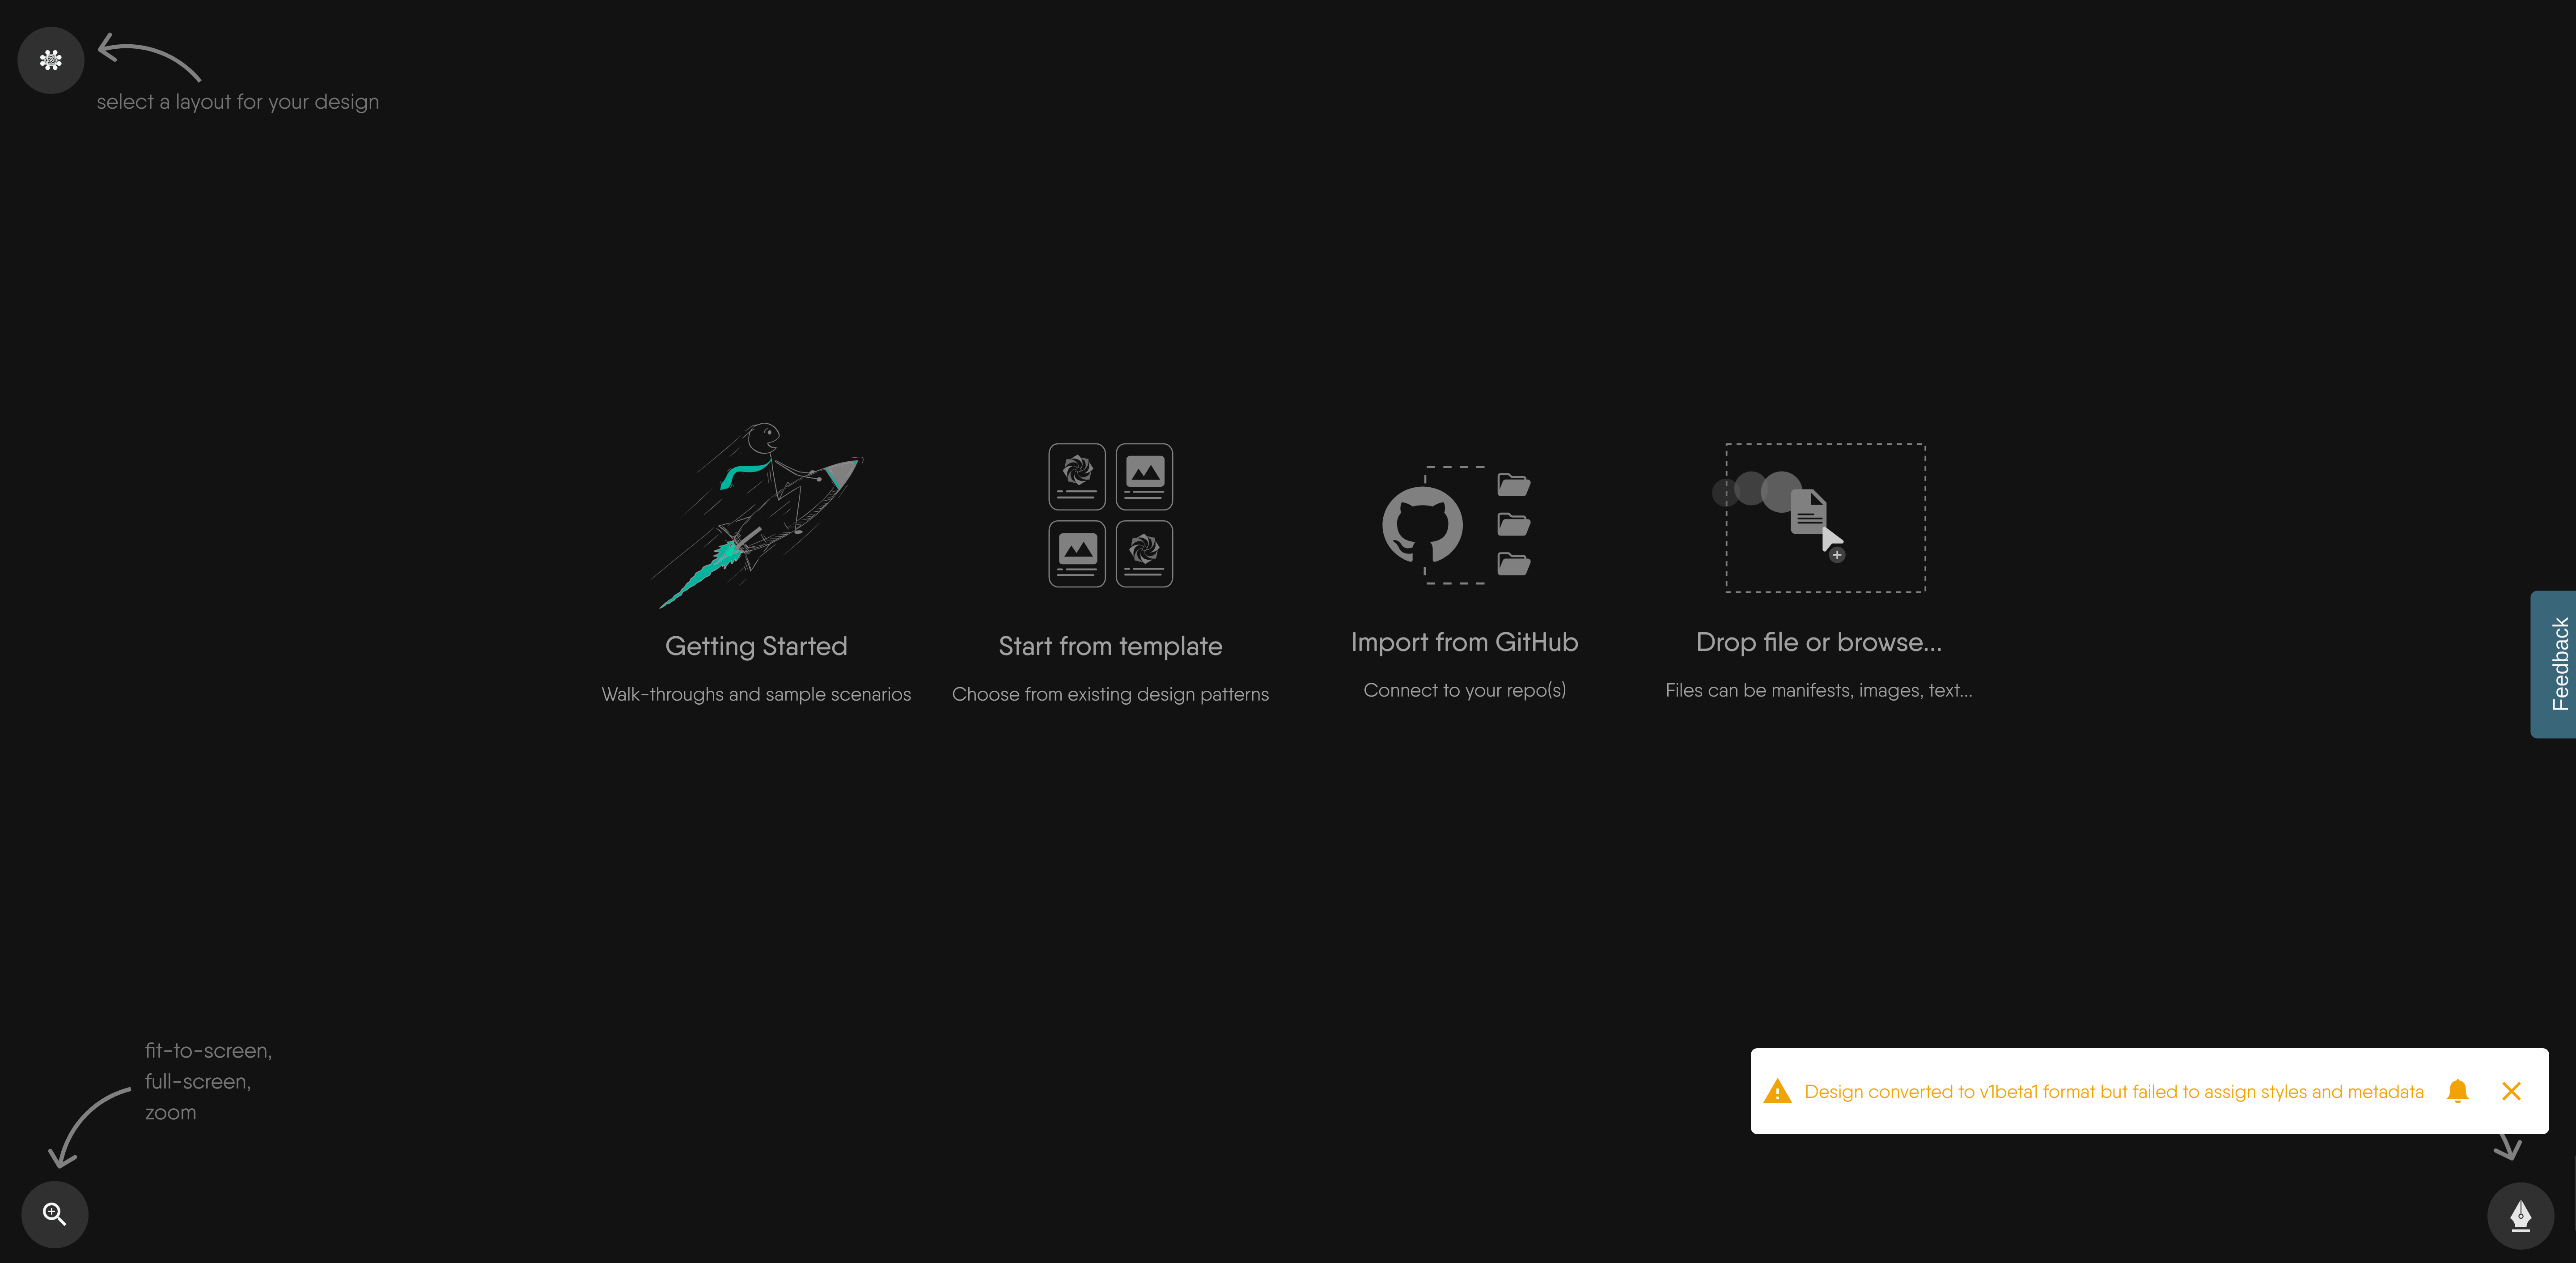 select a layout for your design
Getting Started
Walk-throughs and sample scenarios
Start from template
Choose from existing design patterns
Import from GitHub
Connect to your repo(s)
Drop file or browse...
Files can be manifests, images, text...
Feedback
fit-to-screen,
full-screen,
zoom
Design converted to v1beta1 format but failed to assign styles and metadata